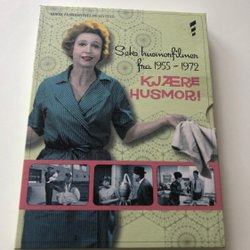 Seks husmorfilmer
fra 1955 - 1972
KJÆRE
HUSMOR!